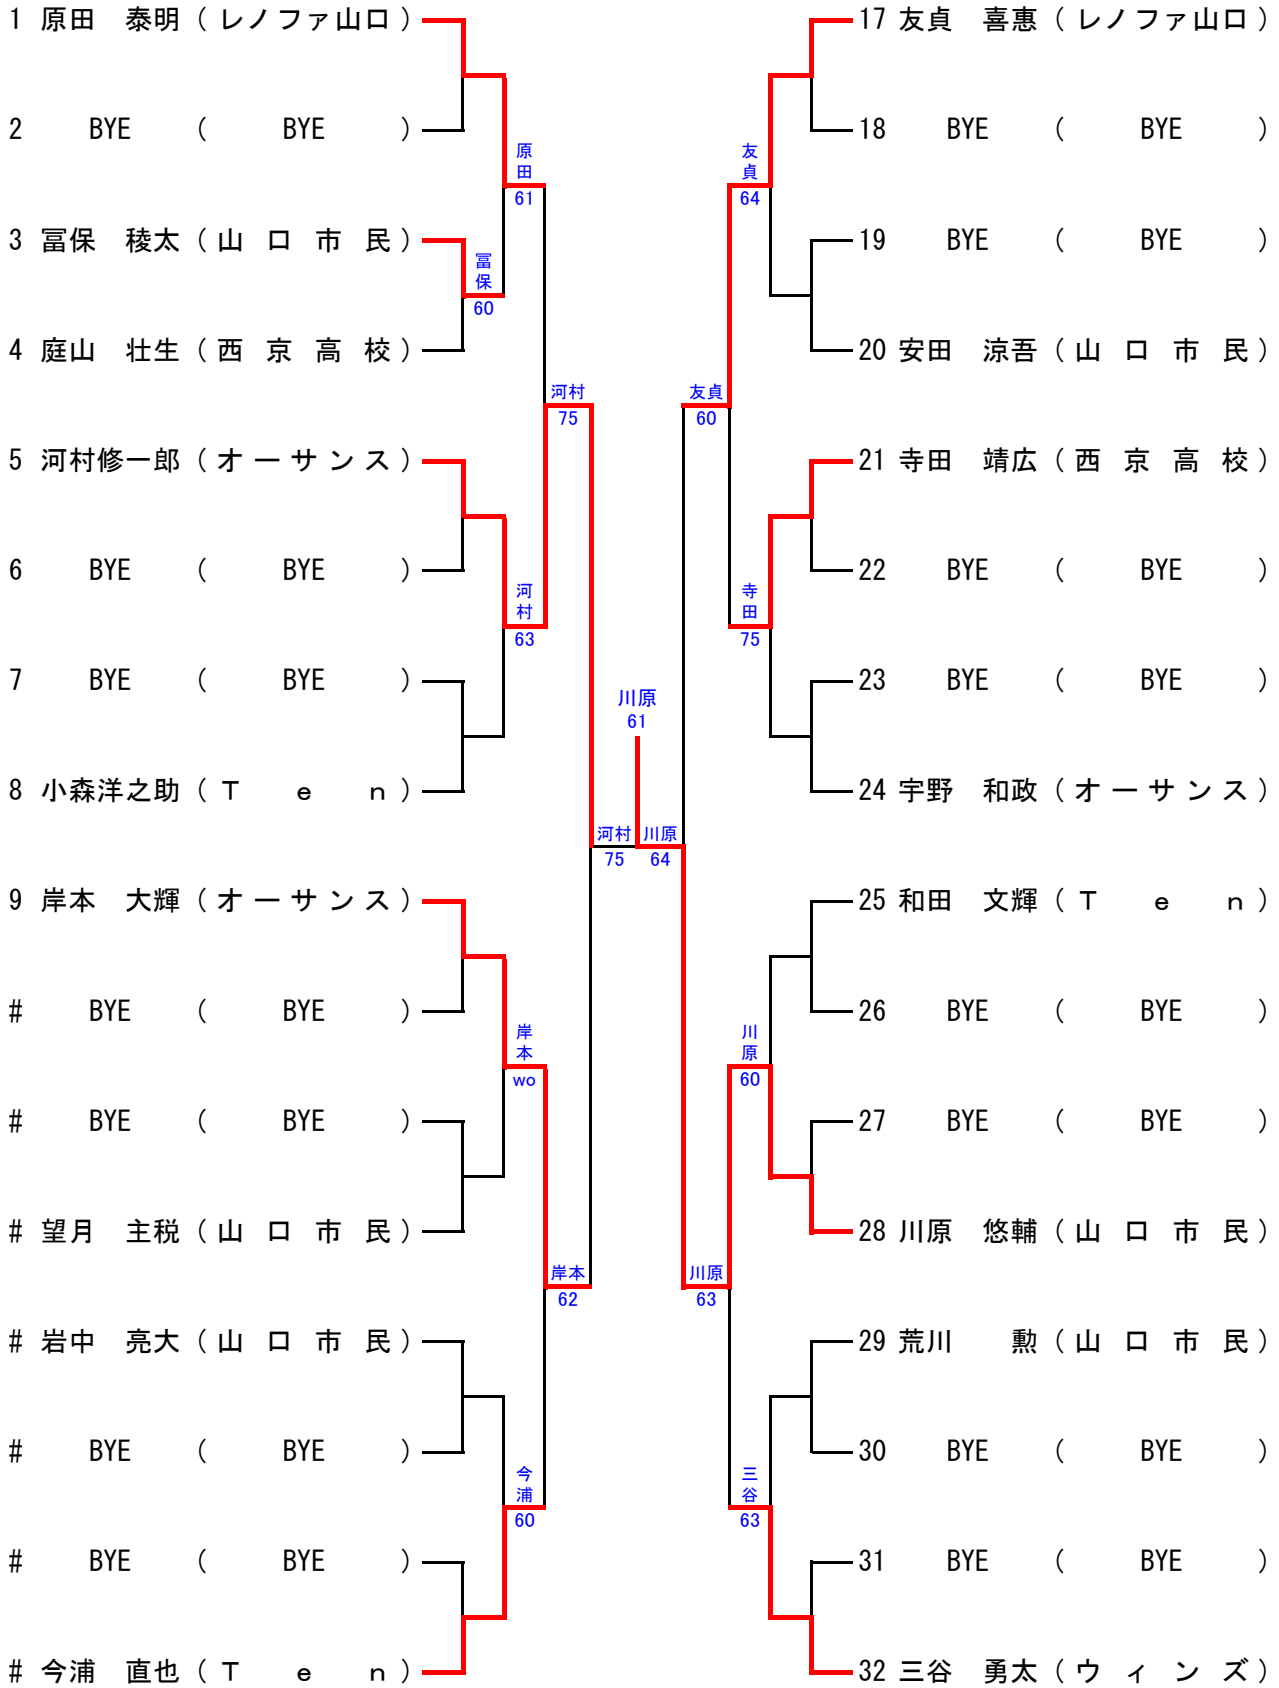 1 原田　泰明 ( レノファ山口 )
2 BYE ( BYE )
3 冨保　稜太 ( 山 口 市 民 )
4 庭山　壮生 ( 西 京 高 校 )
5 河村修一郎 ( オーサンス )
6 BYE ( BYE )
7 BYE ( BYE )
8 小森洋之助 ( Ｔ ｅ ｎ )
9 岸本　大輝 ( オーサンス )
# BYE ( BYE )
# BYE ( BYE )
# 望月　主税 ( 山 口 市 民 )
# 岩中　亮大 ( 山 口 市 民 )
# BYE ( BYE )
# BYE ( BYE )
# 今浦　直也 ( Ｔ ｅ ｎ )
冨保
60
原田
61
河村
63
岸本
wo
今浦
60
河村
75
岸本
62
河村
75
川原
61
川原
64
友貞
60
川原
63
友貞
64
寺田
75
川原
60
三谷
63
17 友貞　喜惠 ( レノファ山口 )
18 BYE ( BYE )
19 BYE ( BYE )
20 安田　涼吾 ( 山 口 市 民 )
21 寺田　靖広 ( 西 京 高 校 )
22 BYE ( BYE )
23 BYE ( BYE )
24 宇野　和政 ( オーサンス )
25 和田　文輝 ( Ｔ ｅ ｎ )
26 BYE ( BYE )
27 BYE ( BYE )
28 川原　悠輔 ( 山 口 市 民 )
29 荒川　　勲 ( 山 口 市 民 )
30 BYE ( BYE )
31 BYE ( BYE )
32 三谷　勇太 ( ウ ィ ン ズ )